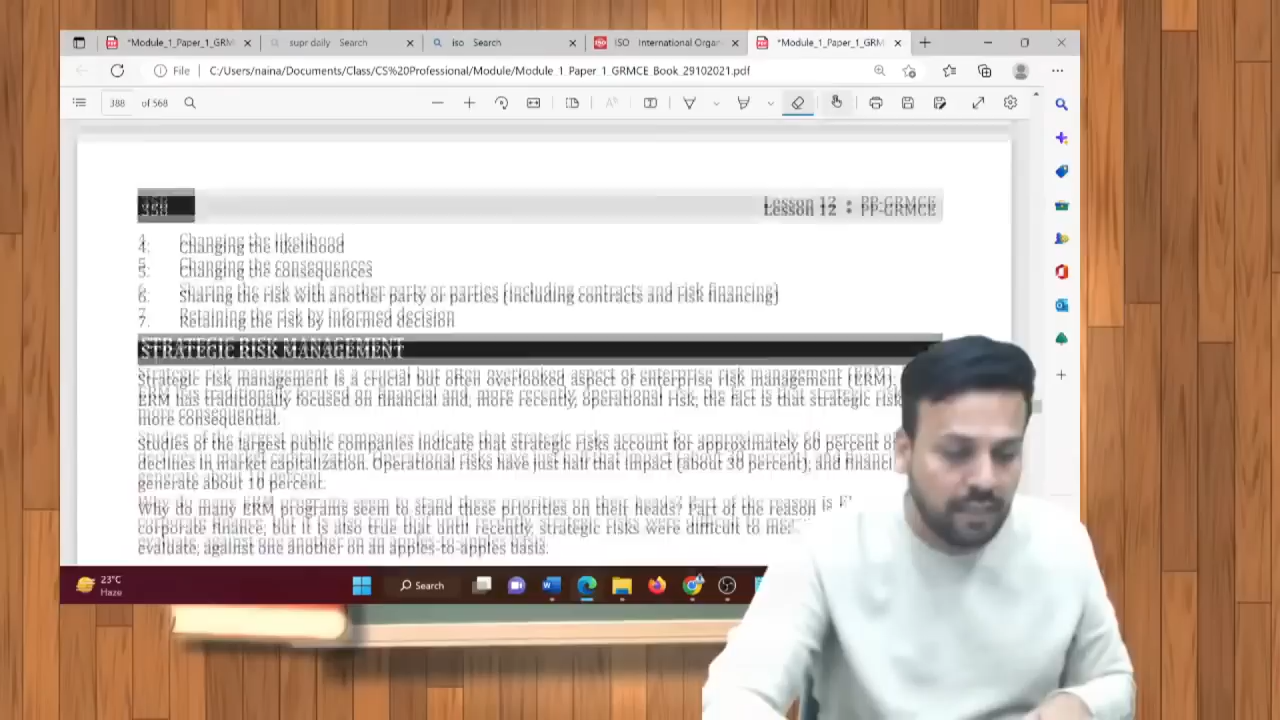 *Module_1_Paper_1_GRM
supr daily Search
iso Search
ISO
ISO International Organ
*Module_1_Paper_1_GRM
File
C:/Users/naina/Documents/Class/CS%20Professional/Module/Module_1_Paper_1_GRMCE_Book_29102021.pdf
388 of 568
358
Lesson 12 • PP-GRMCE
4. Changing the likelihood
5. Changing the consequences
6. Sharing the risk with another party or parties (including contracts and risk financing)
7. Retaining the risk by informed decision
STRATEGIC RISK MANAGEMENT
Strategic risk management is a crucial but often overlooked aspect of enterprise risk management (ERM).
ERM has traditionally focused on financial and, more recently, operational risk, the fact is that strategic risk
more consequential.
Studies of the largest public companies indicate that strategic risks account for approximately 60 percent of
declines in market capitalization. Operational risks have just half that impact (about 30 percent), and financi
generate about 10 percent.
Why do many ERM programs seem to stand these priorities on their heads? Part of the reason is
corporate finance, but it is also true that until recently, strategic risks were difficult to
evaluate, against one another on an apples-to-apples basis.
23°C
Haze
Search